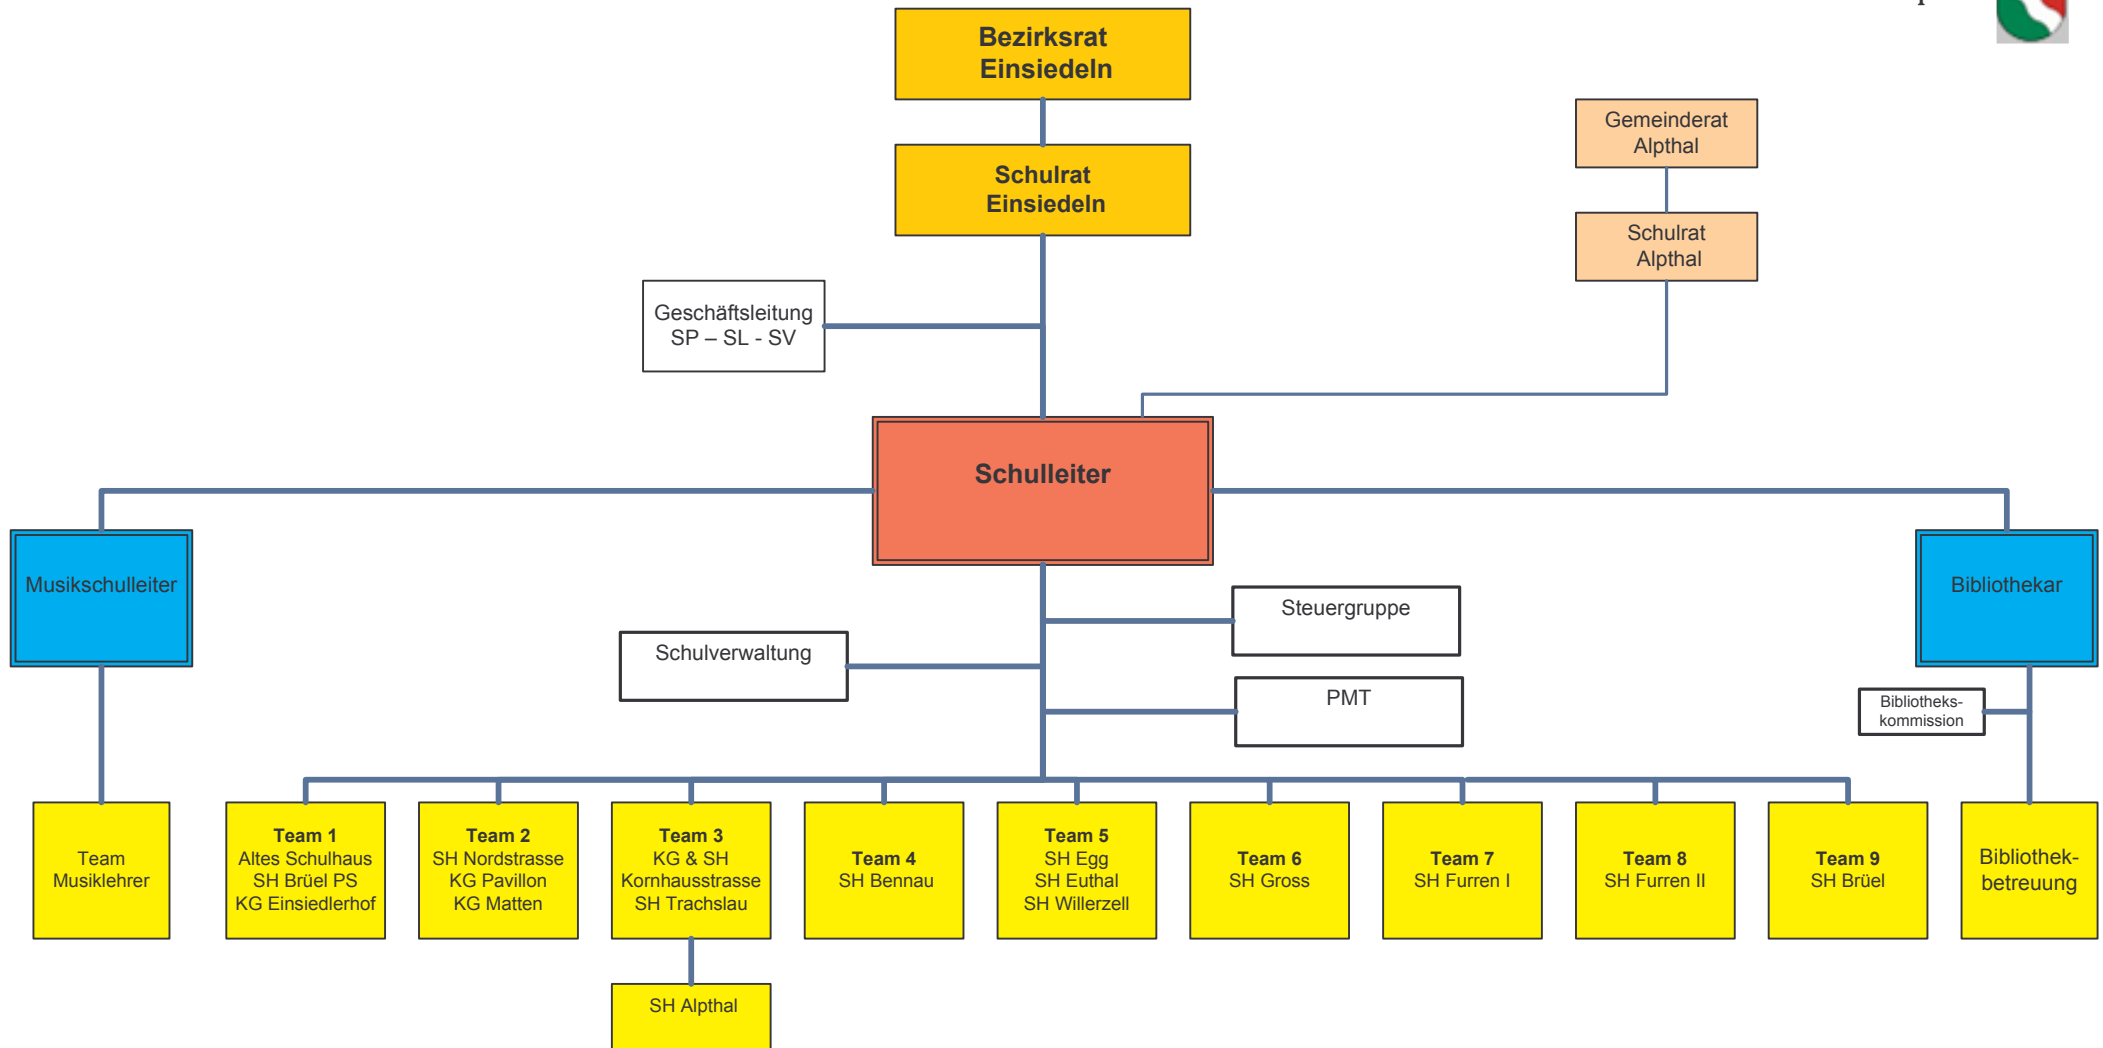 Bezirksrat
Einsiedeln
Gemeinderat
Alpthal
Schulrat
Einsiedeln
Schulrat
Alpthal
Geschäftsleitung
SP – SL - SV
Schulleiter
Musikschulleiter
Bibliothekar
Steuergruppe
Schulverwaltung
PMT
Bibliotheks-
kommission
Team
Musiklehrer
Team 1
Altes Schulhaus
SH Brüel PS
KG Einsiedlerhof
Team 2
SH Nordstrasse
KG Pavillon
KG Matten
Team 3
KG & SH
Kornhausstrasse
SH Trachslau
Team 4
SH Bennau
Team 5
SH Egg
SH Euthal
SH Willerzell
Team 6
SH Gross
Team 7
SH Furren I
Team 8
SH Furren II
Team 9
SH Brüel
Bibliothek-
betreuung
SH Alpthal